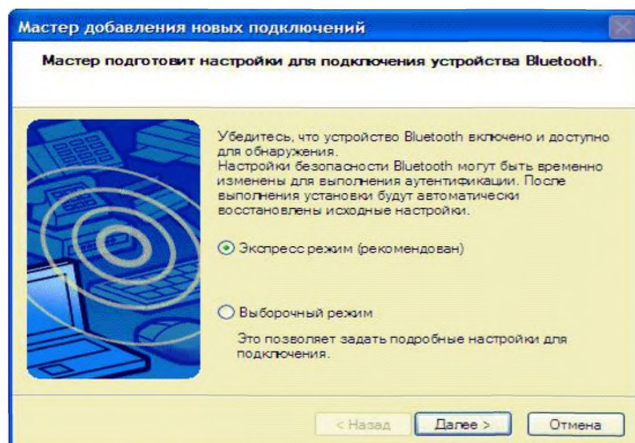 Мастер добавления новых подключений
Мастер подготовит настройки для подключения устройства Bluetooth.
Убедитесь, что устройство Bluetooth включено и доступно
для обнаружения.
Настройки безопасности Bluetooth могут быть временно
изменены для выполнения аутентификации. После
выполнения установки будут автоматически
восстановлены исходные настройки.
Экспресс режим (рекомендован)
Выборочный режим
Это позволяет задать подробные настройки для
подключения.
< Назад Далее > Отмена